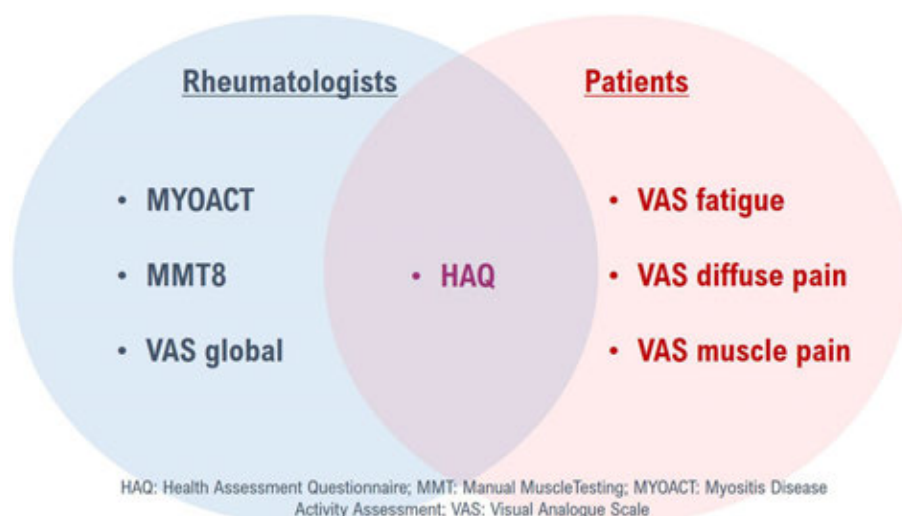 Rheumatologists
Patients
• MYOACT
• MMT8
• VAS global
• HAQ
• VAS fatigue
• VAS diffuse pain
• VAS muscle pain
HAQ: Health Assessment Questionnaire; MMT: Manual MuscleTesting; MYOACT: Myositis Disease
Activity Assessment; VAS: Visual Analogue Scale